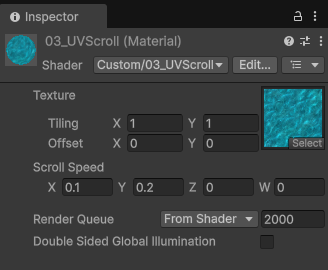 Inspector
03_UVScroll (Material)
Shader Custom/03_UVScroll Edit...
Texture
Tiling X 1 Y 1
Offset X 0 Y 0
Select
Scroll Speed
X 0.1 Y 0.2 Z 0 W 0
Render Queue From Shader 2000
Double Sided Global Illumination